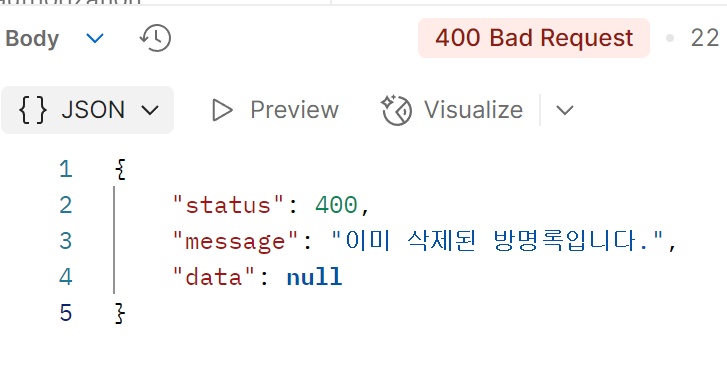 Body
400 Bad Request
22
{ } JSON
Preview
Visualize
1 {
2 "status": 400,
3 "message": "이미 삭제된 방명록입니다.",
4 "data": null
5 }